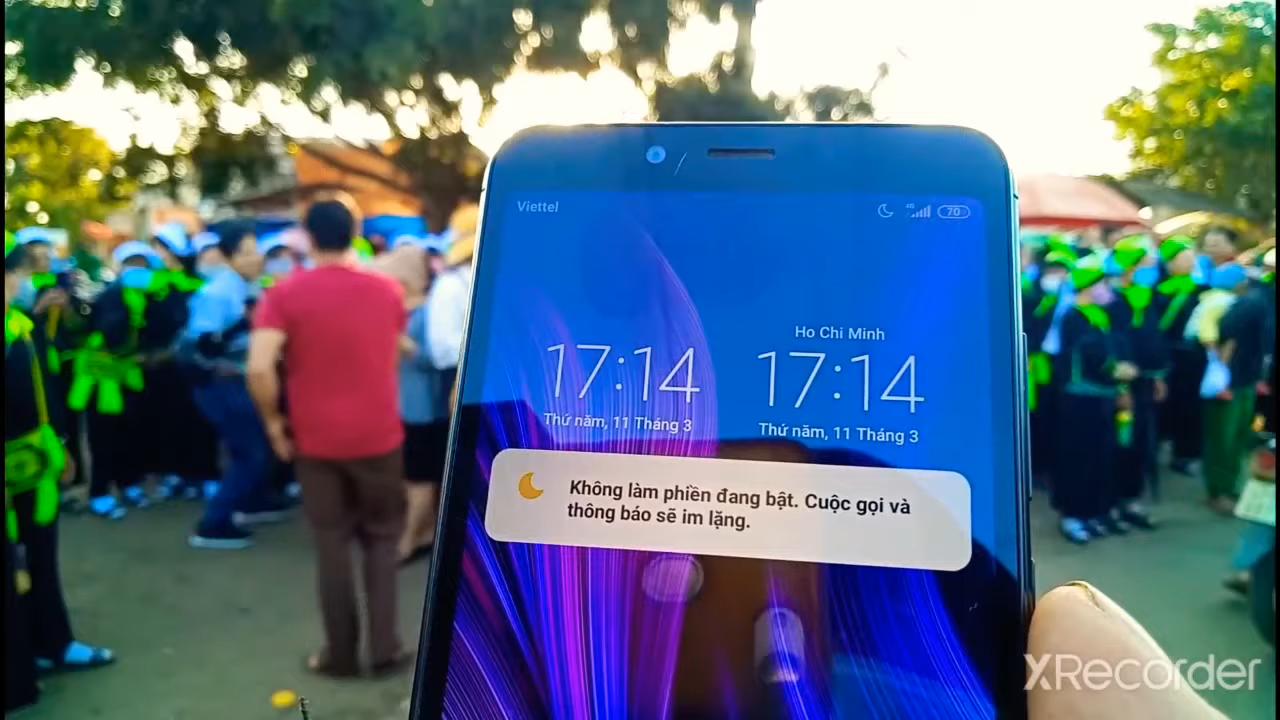 Viettel
4G
70
Ho Chi Minh
17:14
17:14
Thứ năm, 11 Tháng 3
Thứ năm, 11 Tháng 3
Không làm phiền đang bật. Cuộc gọi và
thông báo sẽ im lặng.
XRecorder